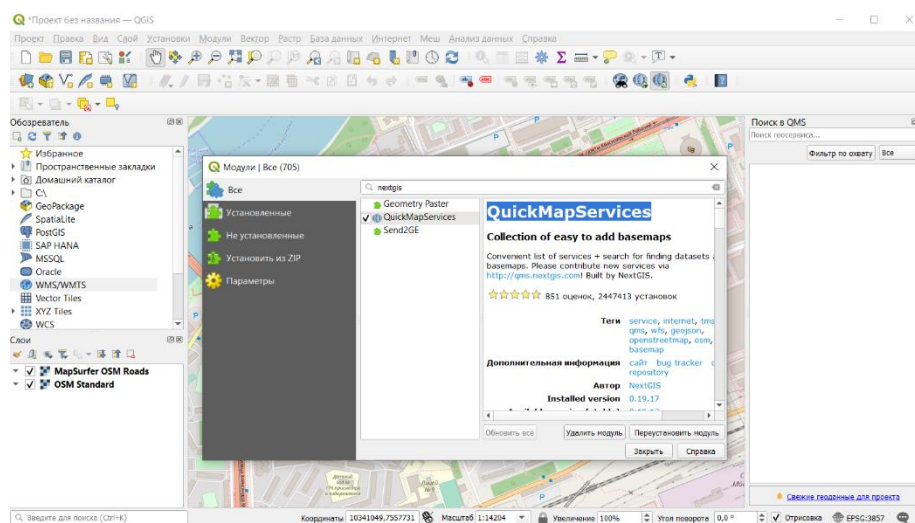 *Проект без названия — QGIS
Проект Правка Вид Слой Установки Модули Вектор Растр База данных Интернет Меш Анализ данных Справка
Обозреватель
Избранное
Пространственные закладки
Домашний каталог
C:\
GeoPackage
SpatiaLite
PostGIS
SAP HANA
MSSQL
Oracle
WMS/WMTS
Vector Tiles
XYZ Tiles
WCS
Слои
MapSurfer OSM Roads
OSM Standard
Модули | Все (705)
Все
Установленные
Не установленные
Установить из ZIP
Параметры
nextgis
Geometry Paster
QuickMapServices
Send2GE
QuickMapServices
Collection of easy to add basemaps
Convenient list of services + search for finding datasets
basemaps. Please contribute new services via
http://qms.nextgis.com! Built by NextGIS.
851 оценок, 2447413 установок
Теги service, internet, tms
qms, wfs, geojson,
openstreetmap, osm,
basemap
Дополнительная информация сайт bug tracker
repository
Автор NextGIS
Installed version 0.19.17
Обновить все Удалить модуль Переустановить модуль
Закрыть Справка
Поиск в QMS
Поиск геосервиса...
Фильтр по охвату Все
Свежие геоданные для проекта
Введите для поиска (Ctrl+K) Координаты 10341049,7557731 Масштаб 1:14204 Увеличение 100% Угол поворота 0,0 ° Отрисовка EPSG:3857